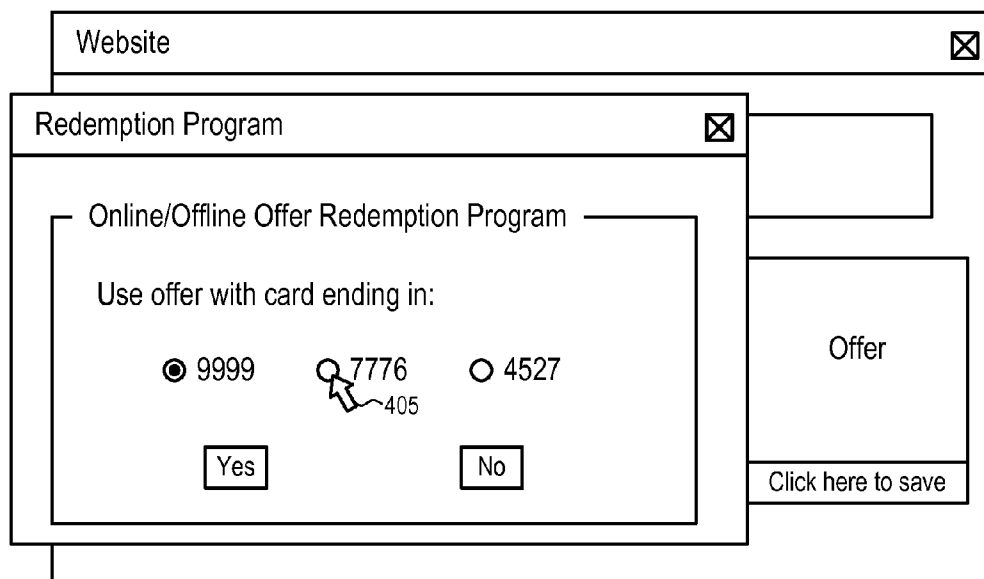 Website
Redemption Program
Online/Offline Offer Redemption Program
Use offer with card ending in:
9999 7776 4527
405
Yes No
Offer
Click here to save